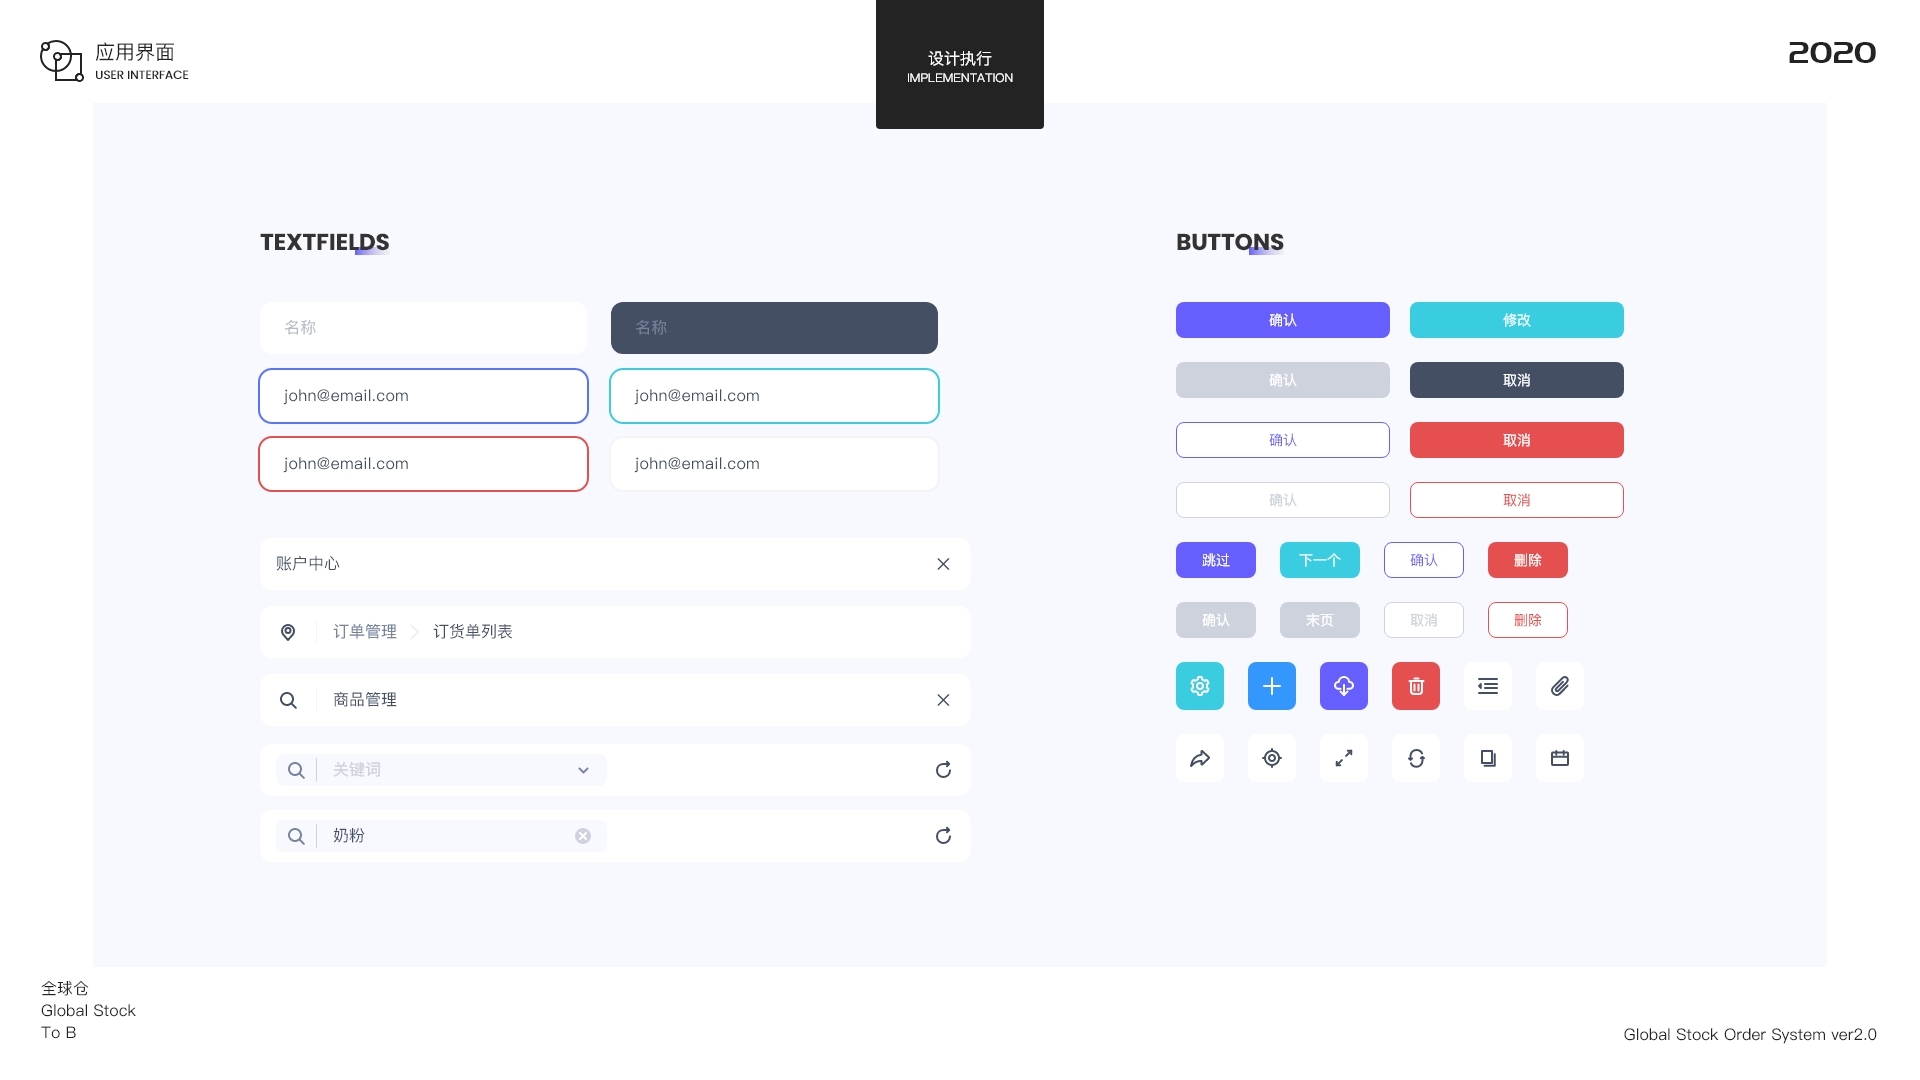 应用界面
USER INTERFACE
设计执行
IMPLEMENTATION
2020
TEXTFIELDS
名称
名称
john@email.com
john@email.com
john@email.com
john@email.com
账户中心
订单管理
订货单列表
商品管理
关键词
奶粉
BUTTONS
确认
修改
确认
取消
确认
取消
确认
取消
跳过
下一个
确认
删除
确认
末页
取消
删除
全球仓
Global Stock
To B
Global Stock Order System ver2.0